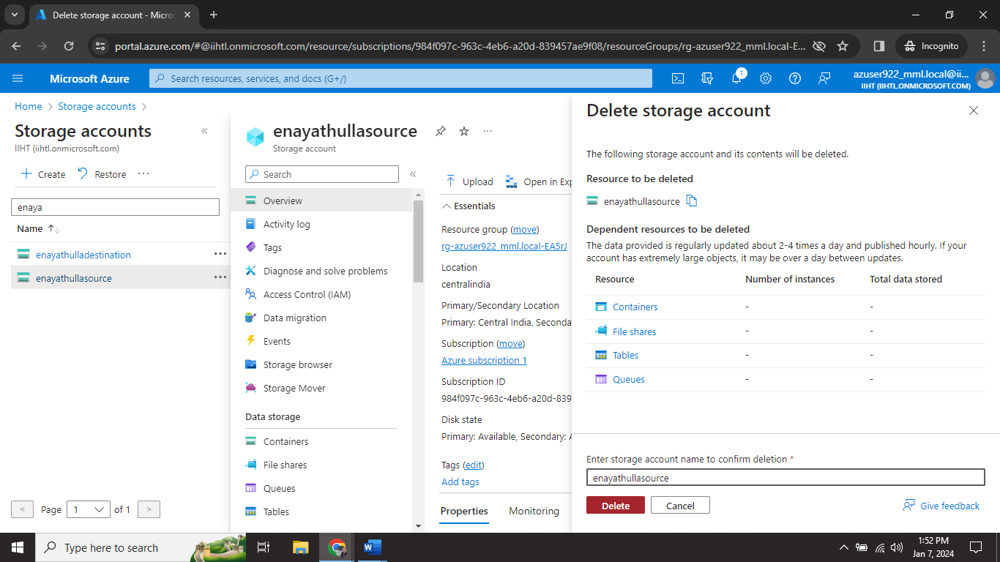 Delete storage account - Micros
portal.azure.com/#@iihtl.onmicrosoft.com/resource/subscriptions/984f097c-963c-4eb6-a20d-839457ae9f08/resourceGroups/rg-azuser922_mml.local-E...
Incognito
Microsoft Azure
Search resources, services, and docs (G+/)
1
azuser922_mml.local@ii...
IIHT (IIHTL.ONMICROSOFT.COM)
Home > Storage accounts >
Storage accounts
IIHT (iihtl.onmicrosoft.com)
Create
Restore
enaya
Name
enayathulladestination
enayathullasource
< Page 1 of 1 >
enayathullasource
Storage account
Search
Overview
Activity log
Tags
Diagnose and solve problems
Access Control (IAM)
Data migration
Events
Storage browser
Storage Mover
Data storage
Containers
File shares
Queues
Tables
Upload
Open in Exp
Essentials
Resource group (move)
rg-azuser922_mml.local-EA5rJ
Location
centralindia
Primary/Secondary Location
Primary: Central India, Seconda
Subscription (move)
Azure subscription 1
Subscription ID
984f097c-963c-4eb6-a20d-839
Disk state
Primary: Available, Secondary: A
Tags (edit)
Add tags
Properties
Monitoring
Delete storage account
The following storage account and its contents will be deleted.
Resource to be deleted
enayathullasource
Dependent resources to be deleted
The data provided is regularly updated about 2-4 times a day and published hourly. If your
account has extremely large objects, it may be over a day between updates.
Resource Number of instances Total data stored
Containers - -
File shares - -
Tables - -
Queues - -
Enter storage account name to confirm deletion *
enayathullasource
Delete
Cancel
Give feedback
Type here to search
1:52 PM
Jan 7, 2024